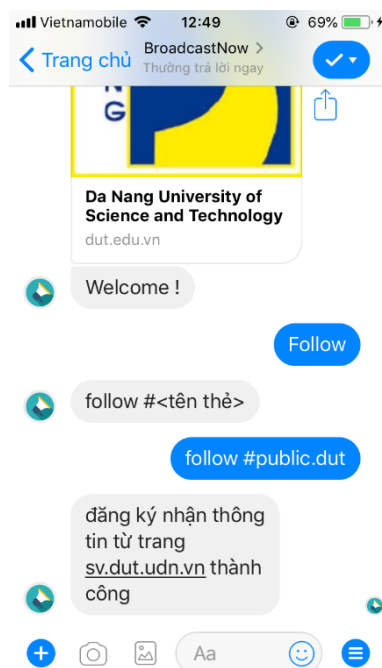 Vietnamobile 12:49 69%
Trang chủ
BroadcastNow >
Thường trả lời ngay
N
G
Da Nang University of
Science and Technology
dut.edu.vn
Welcome !
Follow
follow #<tên thẻ>
follow #public.dut
đăng ký nhận thông
tin từ trang
sv.dut.udn.vn thành
công
Aa